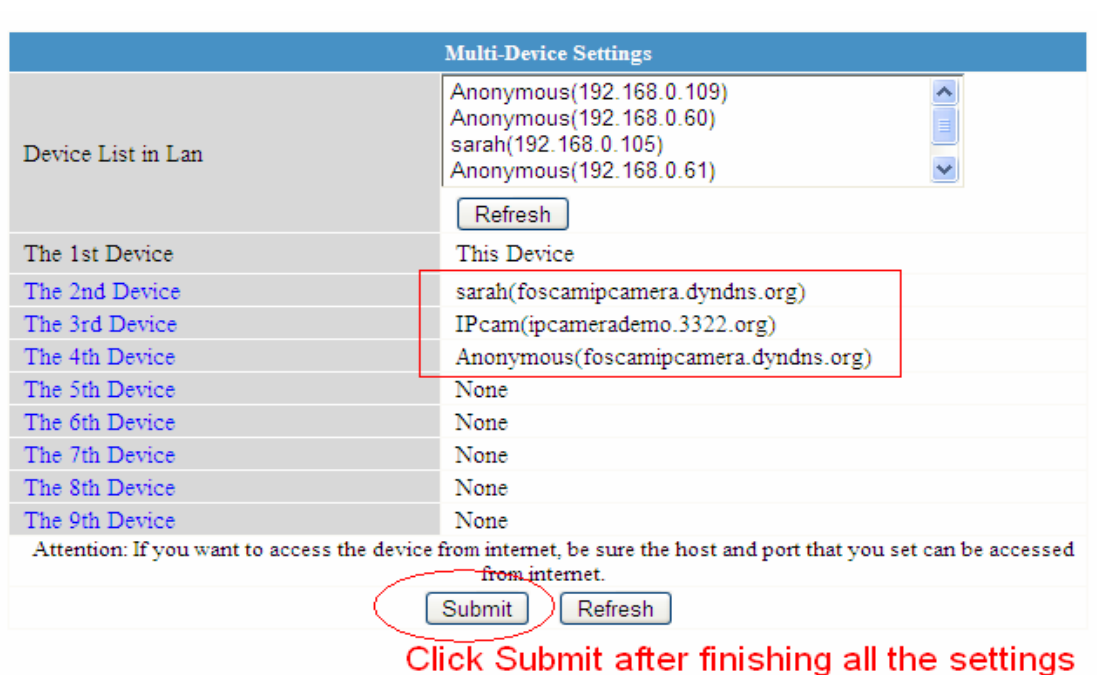 Multi-Device Settings
Device List in Lan
Anonymous(192.168.0.109)
Anonymous(192.168.0.60)
sarah(192.168.0.105)
Anonymous(192.168.0.61)
Refresh
The 1st Device This Device
The 2nd Device sarah(foscamipcamera.dyndns.org)
The 3rd Device IPcam(ipcamerademo.3322.org)
The 4th Device Anonymous(foscamipcamera.dyndns.org)
The 5th Device None
The 6th Device None
The 7th Device None
The 8th Device None
The 9th Device None
Attention: If you want to access the device from internet, be sure the host and port that you set can be accessed
from internet.
Submit Refresh
Click Submit after finishing all the settings